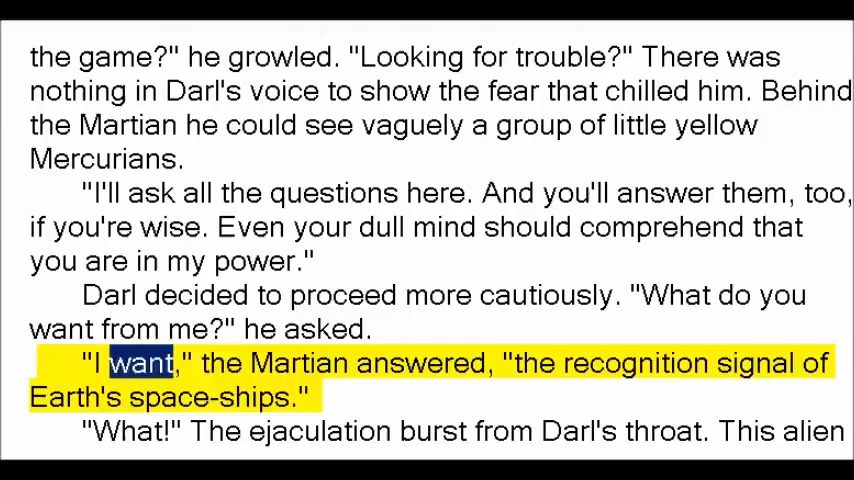 the game?" he growled. "Looking for trouble?" There was
nothing in Darl's voice to show the fear that chilled him. Behind
the Martian he could see vaguely a group of little yellow
Mercurians.
"I'll ask all the questions here. And you'll answer them, too,
if you're wise. Even your dull mind should comprehend that
you are in my power."
Darl decided to proceed more cautiously. "What do you
want from me?" he asked.
"I want," the Martian answered, "the recognition signal of
Earth's space-ships."
"What!" The ejaculation burst from Darl's throat. This alien